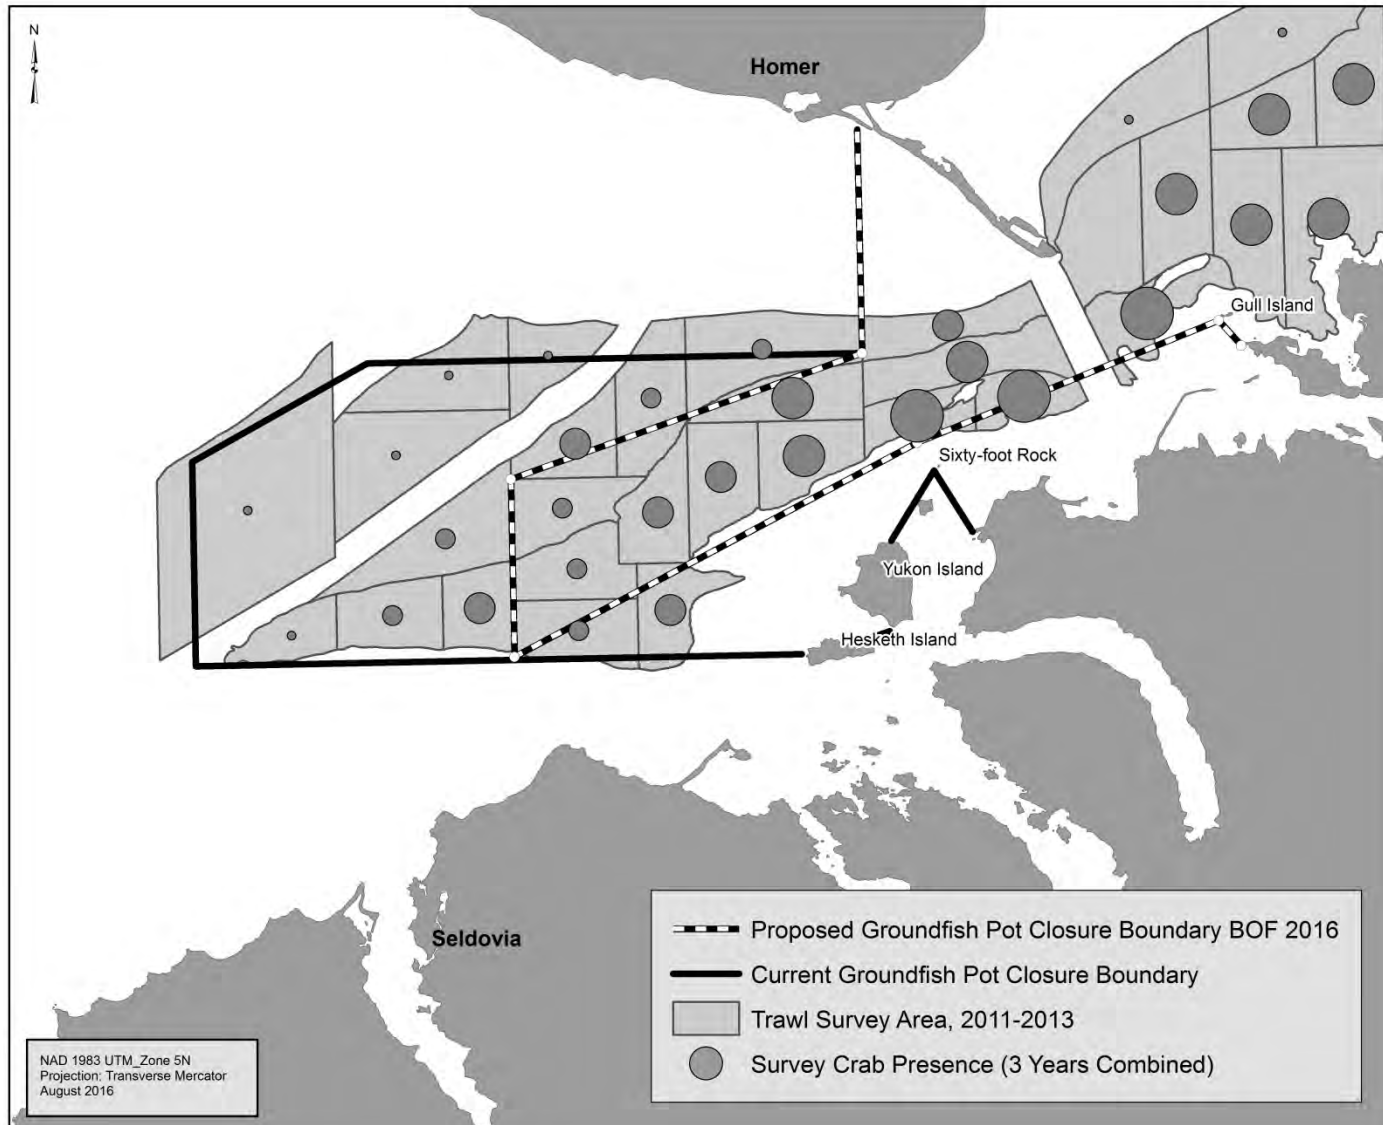 N
Homer
Gull Island
Sixty-foot Rock
Yukon Island
Hesketh Island
Seldovia
Proposed Groundfish Pot Closure Boundary BOF 2016
Current Groundfish Pot Closure Boundary
Trawl Survey Area, 2011-2013
Survey Crab Presence (3 Years Combined)
NAD 1983 UTM_Zone 5N
Projection: Transverse Mercator
August 2016